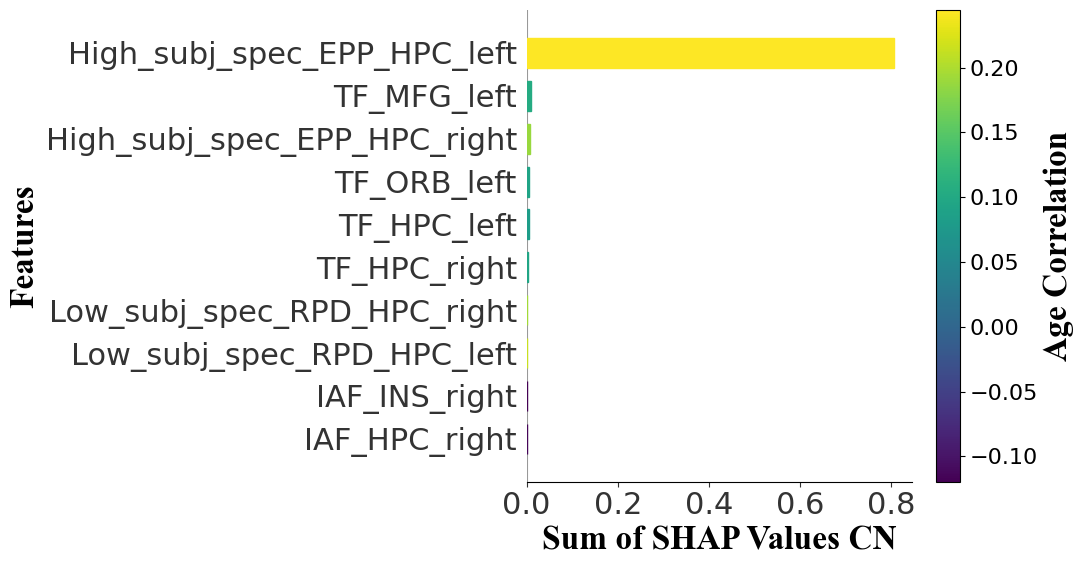 Features
High_subj_spec_EPP_HPC_left
TF_MFG_left
High_subj_spec_EPP_HPC_right
TF_ORB_left
TF_HPC_left
TF_HPC_right
Low_subj_spec_RPD_HPC_right
Low_subj_spec_RPD_HPC_left
IAF_INS_right
IAF_HPC_right
0.0 0.2 0.4 0.6 0.8
Sum of SHAP Values CN
0.20
0.15
0.10
0.05
0.00
−0.05
−0.10
Age Correlation